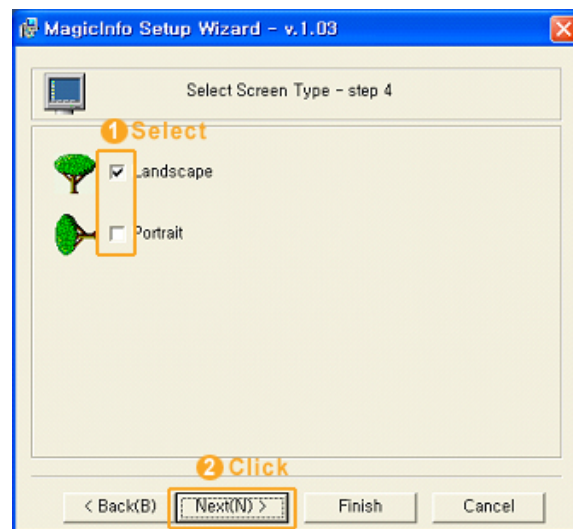 MagicInfo Setup Wizard - v.1.03
Select Screen Type - step 4
1 Select
Landscape
Portrait
2 Click
< Back(B) Next(N) > Finish Cancel